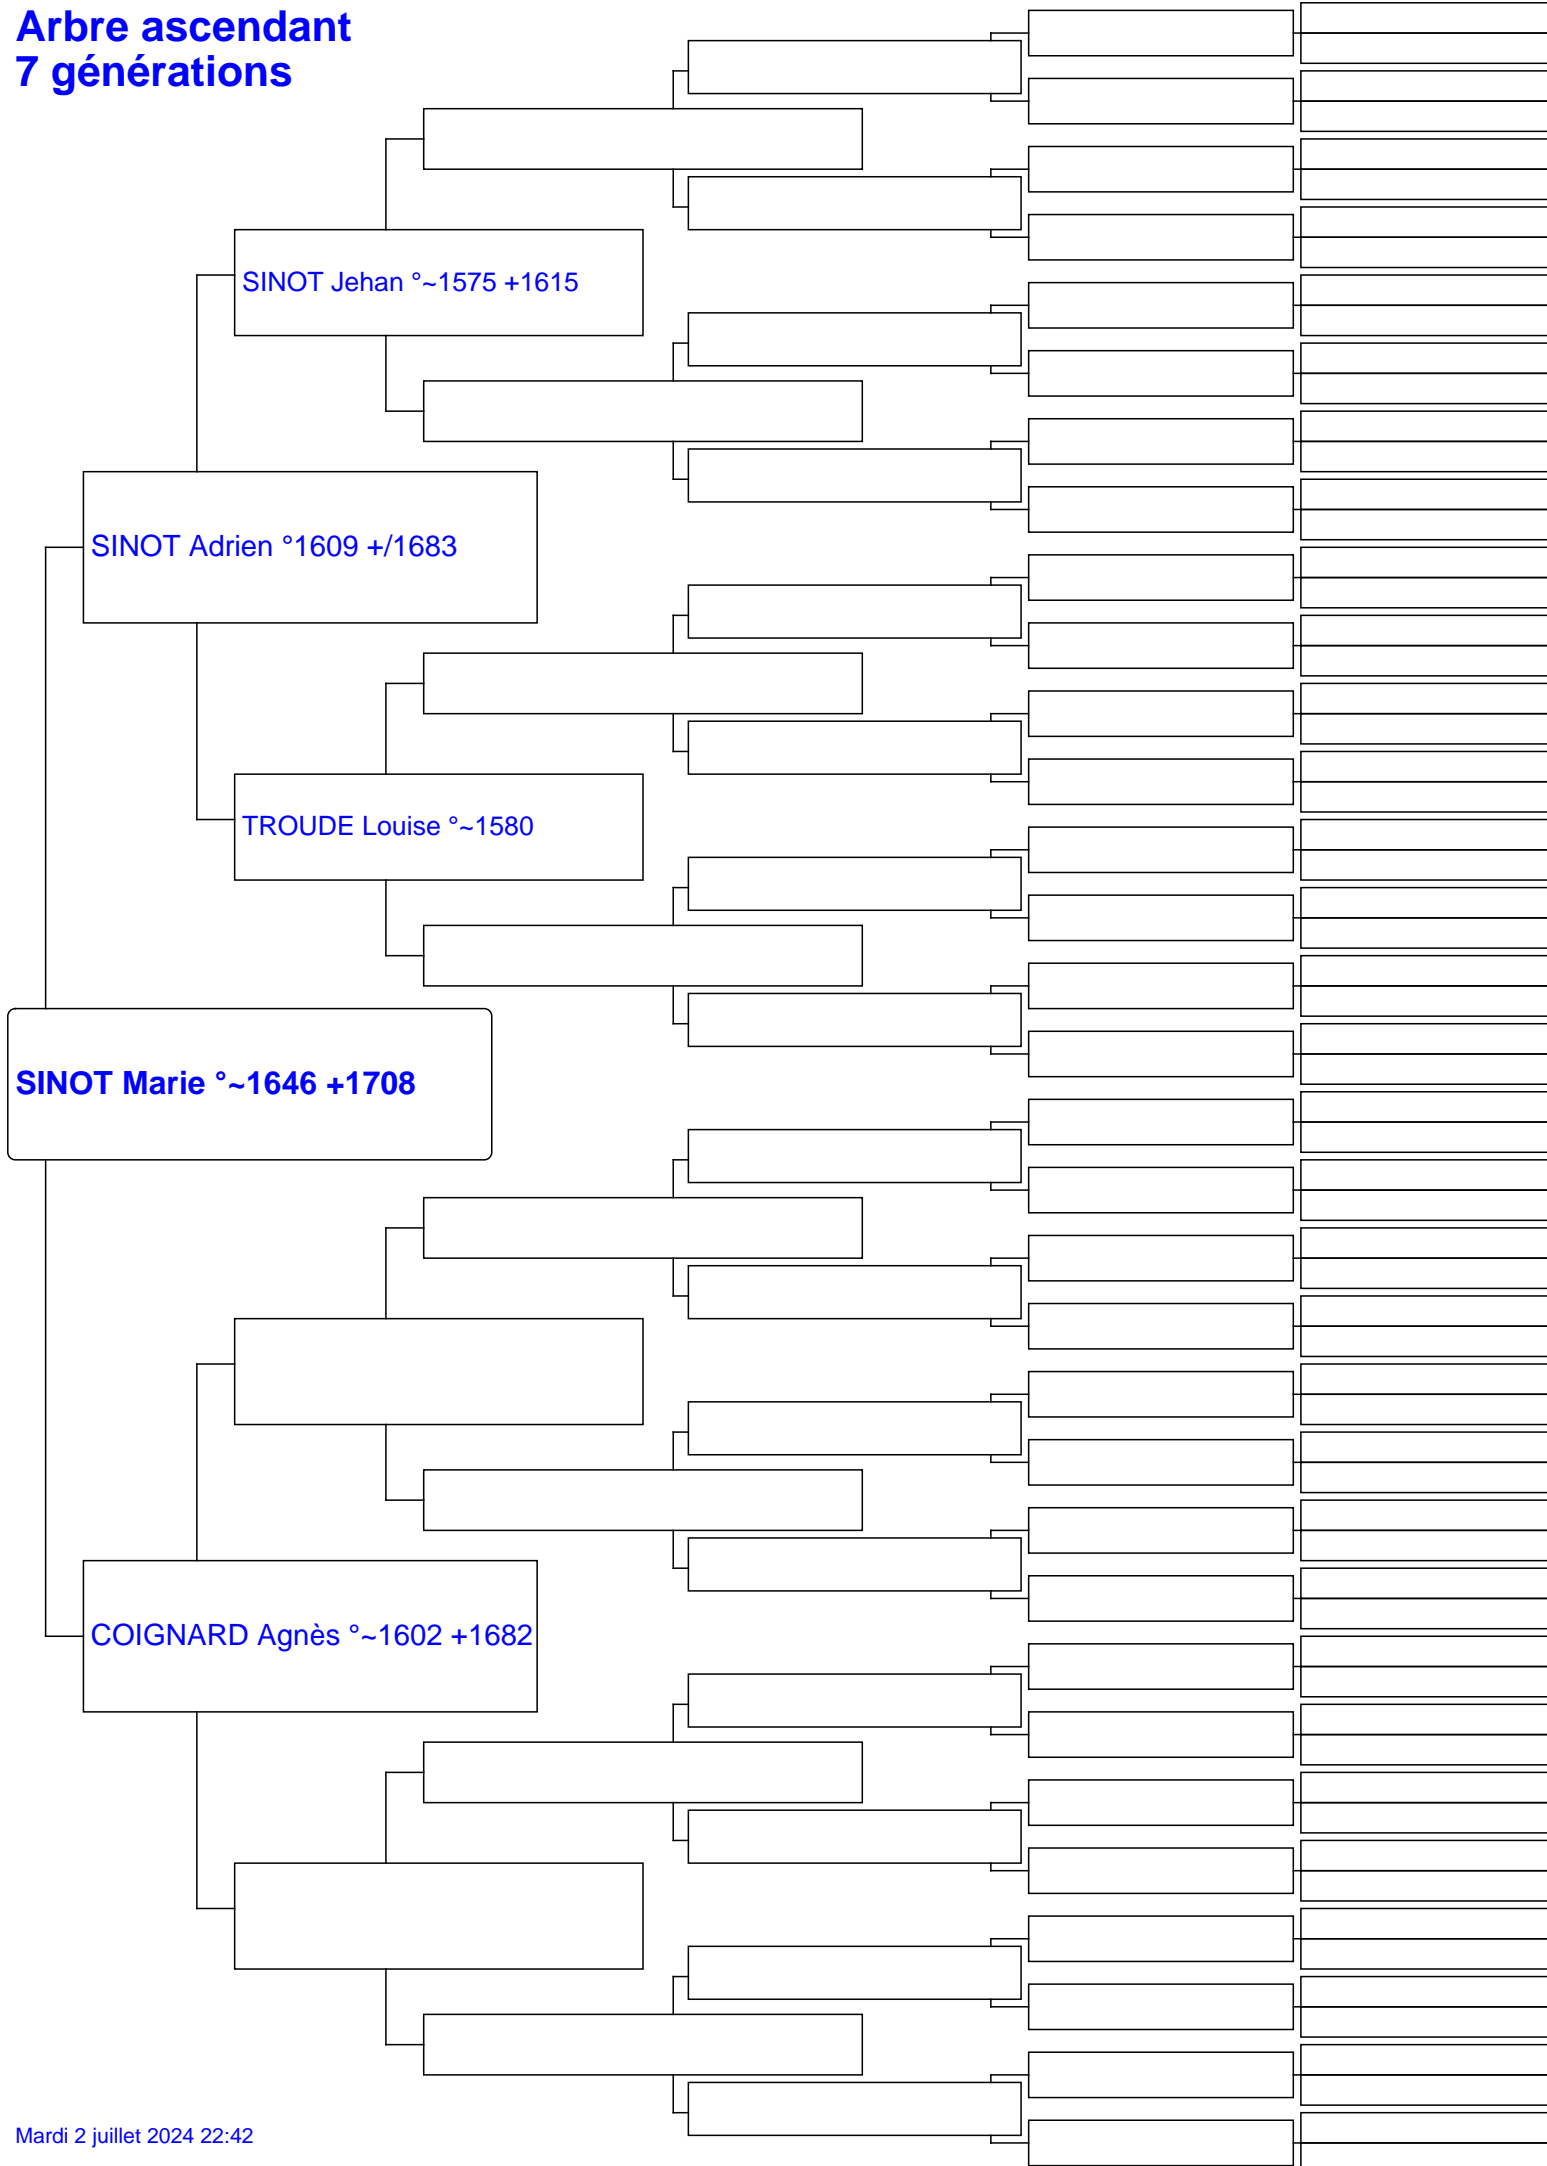 Arbre ascendant
7 générations
SINOT Jehan °~1575 +1615
SINOT Adrien °1609 +/1683
TROUDE Louise °~1580
SINOT Marie °~1646 +1708
COIGNARD Agnès °~1602 +1682
Mardi 2 juillet 2024 22:42